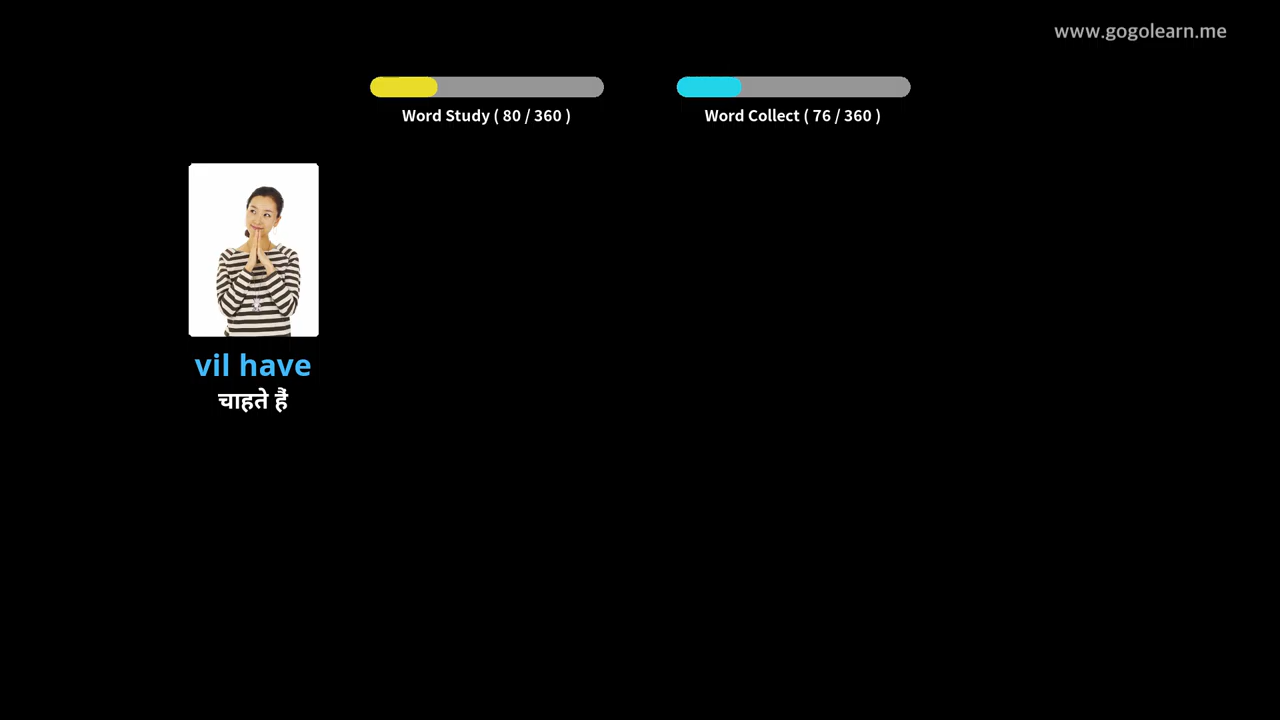 www.gogolearn.me
Word Study ( 80 / 360 )
Word Collect ( 76 / 360 )
vil have
चाहते हैं